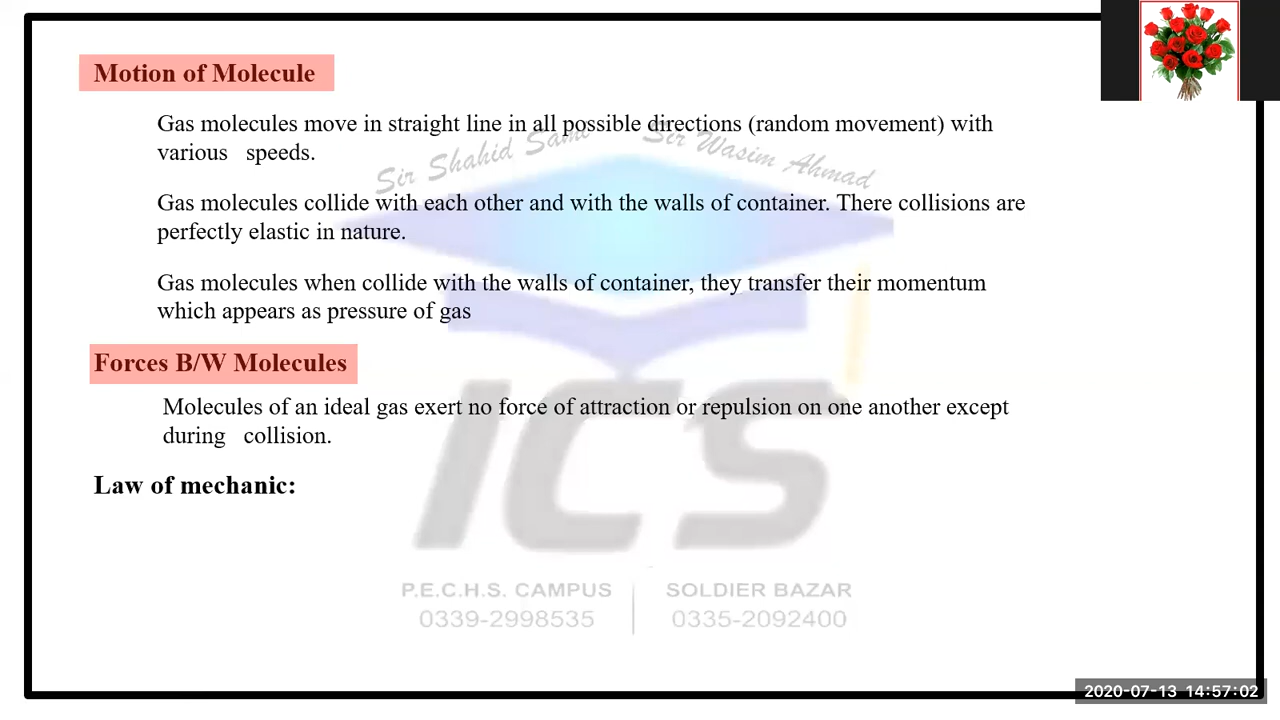 Motion of Molecule
Gas molecules move in straight line in all possible directions (random movement) with
various speeds.
Sir Shahid Sami
Sir Wasim Ahmad
Gas molecules collide with each other and with the walls of container. There collisions are
perfectly elastic in nature.
Gas molecules when collide with the walls of container, they transfer their momentum
which appears as pressure of gas
Forces B/W Molecules
Molecules of an ideal gas exert no force of attraction or repulsion on one another except
during collision.
Law of mechanic:
ICS
P.E.C.H.S. CAMPUS
0339-2998535
SOLDIER BAZAR
0335-2092400
2020-07-13 14:57:02